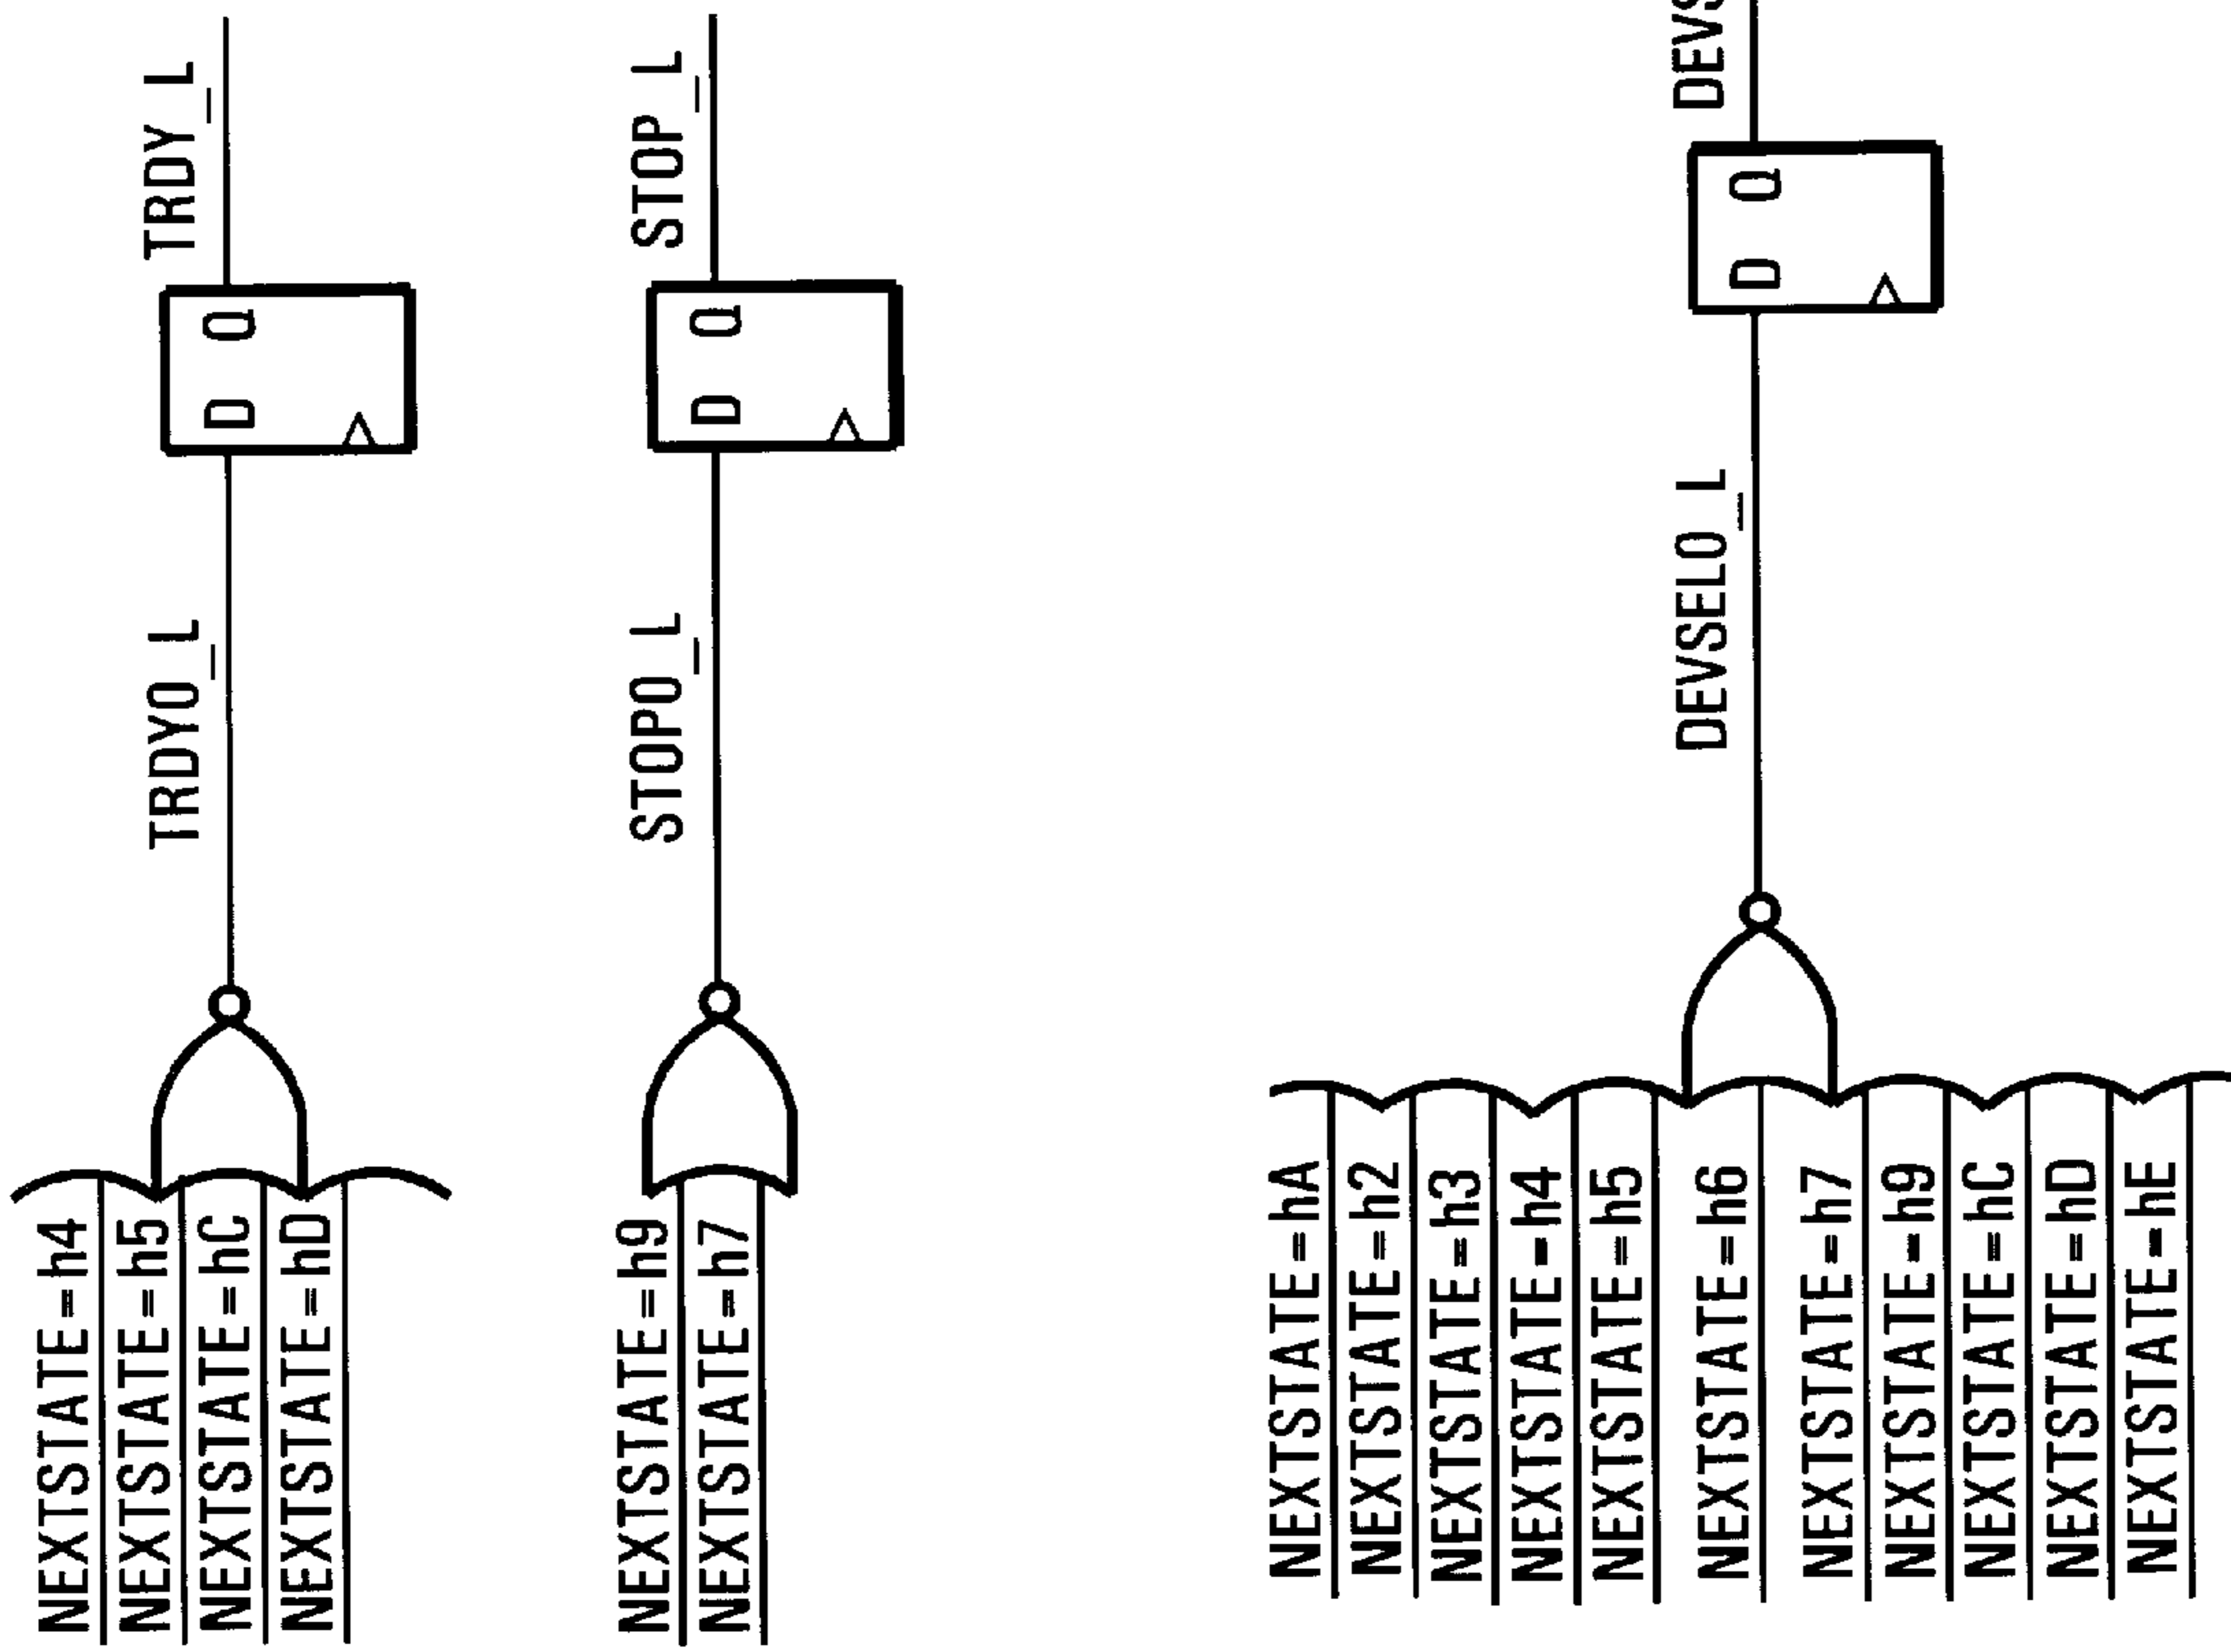 NEXTSTATE=h4
NEXTSTATE=h5
NEXTSTATE=hC
NEXTSTATE=hD
TRDYO_L
D Q
TRDY_L
NEXTSTATE=h9
NEXTSTATE=h7
STOPO_L
D Q
STOP_L
NEXTSTATE=hA
NEXTSTATE=h2
NEXTSTATE=h3
NEXTSTATE=h4
NEXTSTATE=h5
NEXTSTATE=h6
NEXTSTATE=h7
NEXTSTATE=h9
NEXTSTATE=hC
NEXTSTATE=hD
NEXTSTATE=hE
DEVSELO_L
D Q